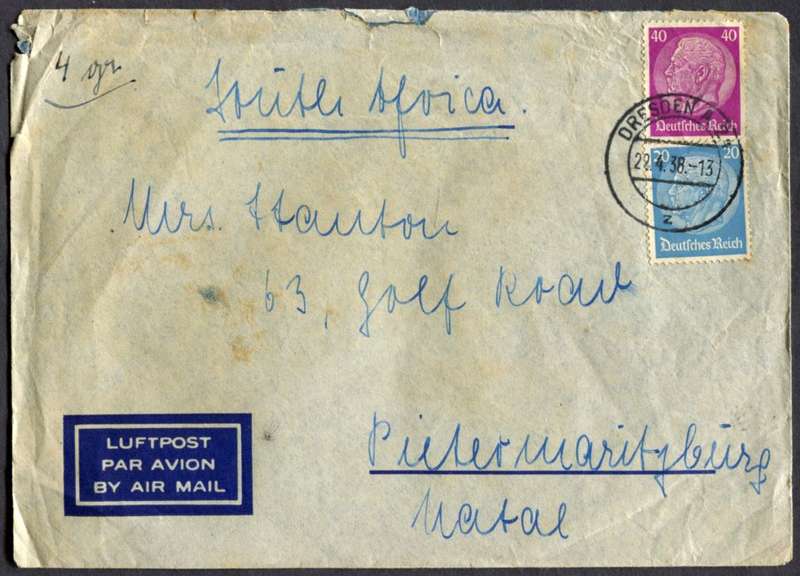 4 gr.
South Africa.
Mrs. Stanton
63, Golf Road
Pietermaritzburg
Natal
LUFTPOST
PAR AVION
BY AIR MAIL
40 40
Deutsches Reich
DRESDEN
22.4.38.-13
z
20 20
Deutsches Reich